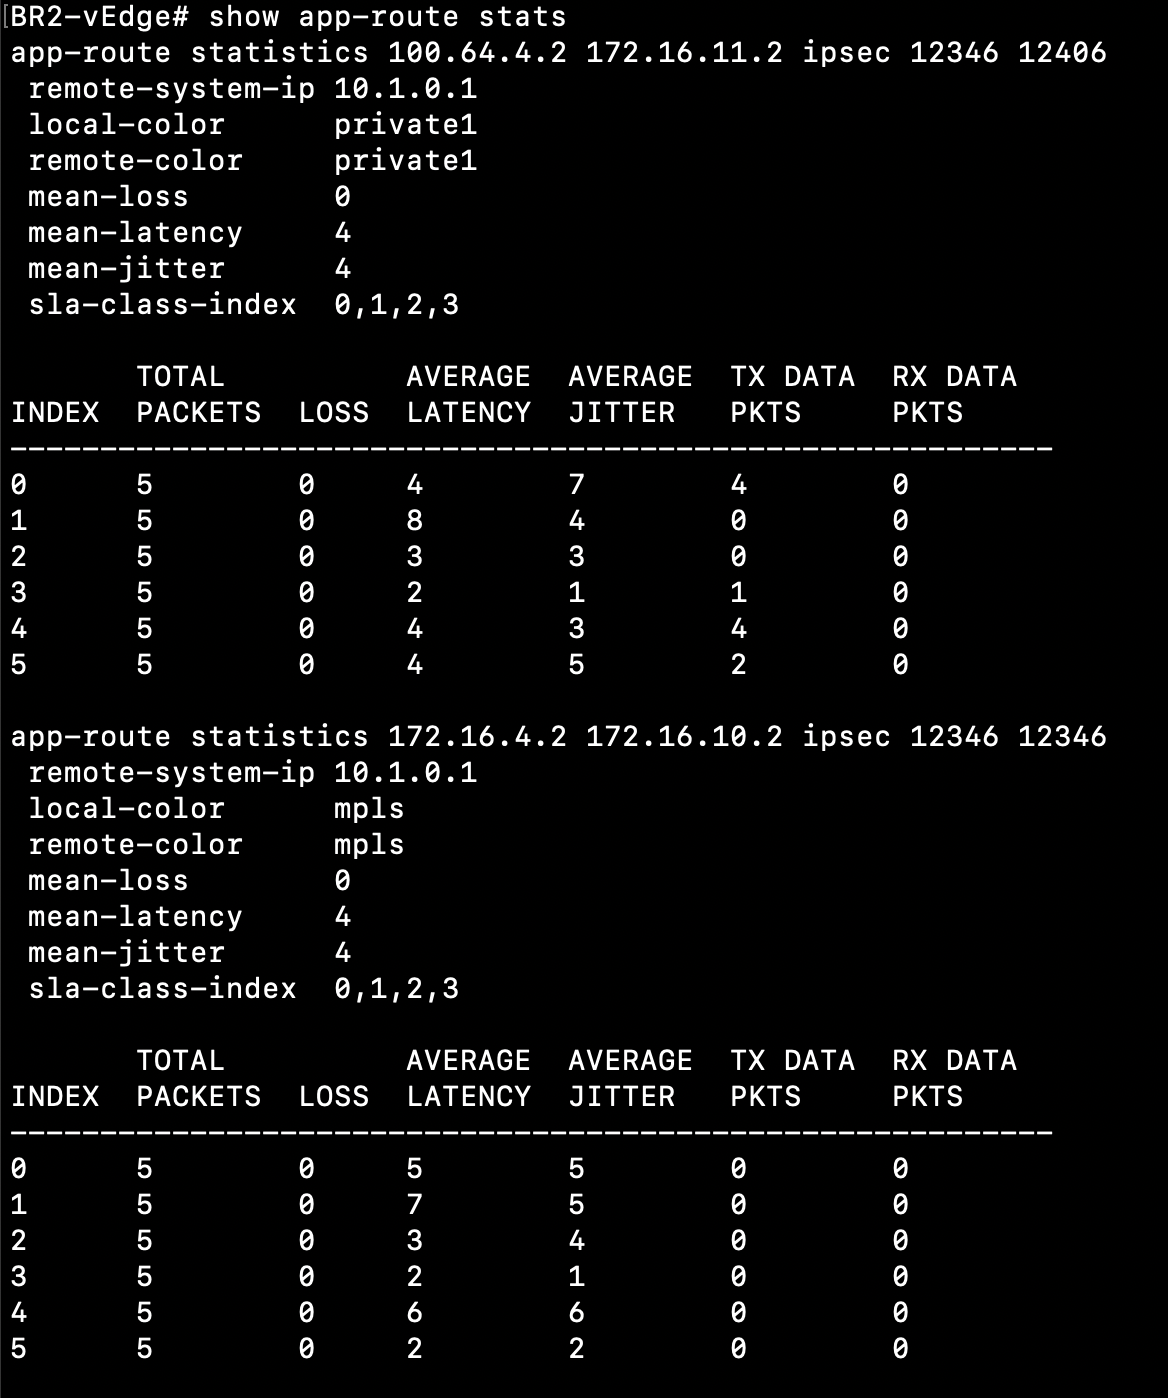 [BR2-vEdge# show app-route stats
app-route statistics 100.64.4.2 172.16.11.2 ipsec 12346 12406
 remote-system-ip 10.1.0.1
 local-color      private1
 remote-color     private1
 mean-loss        0
 mean-latency     4
 mean-jitter      4
 sla-class-index  0,1,2,3

       TOTAL          AVERAGE  AVERAGE  TX DATA  RX DATA
INDEX  PACKETS  LOSS  LATENCY  JITTER   PKTS     PKTS
----------------------------------------------------------
0      5        0     4        7        4        0
1      5        0     8        4        0        0
2      5        0     3        3        0        0
3      5        0     2        1        1        0
4      5        0     4        3        4        0
5      5        0     4        5        2        0

app-route statistics 172.16.4.2 172.16.10.2 ipsec 12346 12346
 remote-system-ip 10.1.0.1
 local-color      mpls
 remote-color     mpls
 mean-loss        0
 mean-latency     4
 mean-jitter      4
 sla-class-index  0,1,2,3

       TOTAL          AVERAGE  AVERAGE  TX DATA  RX DATA
INDEX  PACKETS  LOSS  LATENCY  JITTER   PKTS     PKTS
----------------------------------------------------------
0      5        0     5        5        0        0
1      5        0     7        5        0        0
2      5        0     3        4        0        0
3      5        0     2        1        0        0
4      5        0     6        6        0        0
5      5        0     2        2        0        0